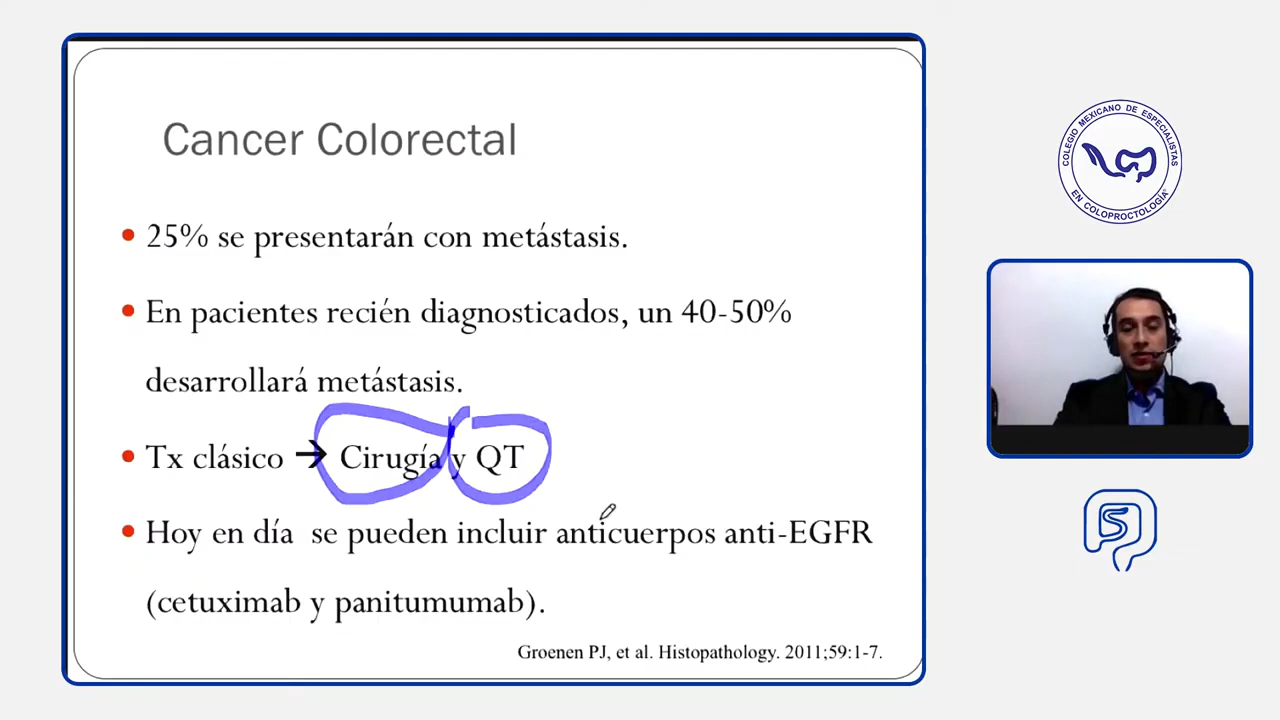 Cancer Colorectal
• 25% se presentarán con metástasis.
• En pacientes recién diagnosticados, un 40-50%
desarrollará metástasis.
• Tx clásico → Cirugía y QT
• Hoy en día se pueden incluir anticuerpos anti-EGFR
(cetuximab y panitumumab).
Groenen PJ, et al. Histopathology. 2011;59:1-7.
COLEGIO MEXICANO DE ESPECIALISTAS
EN COLOPROCTOLOGÍA